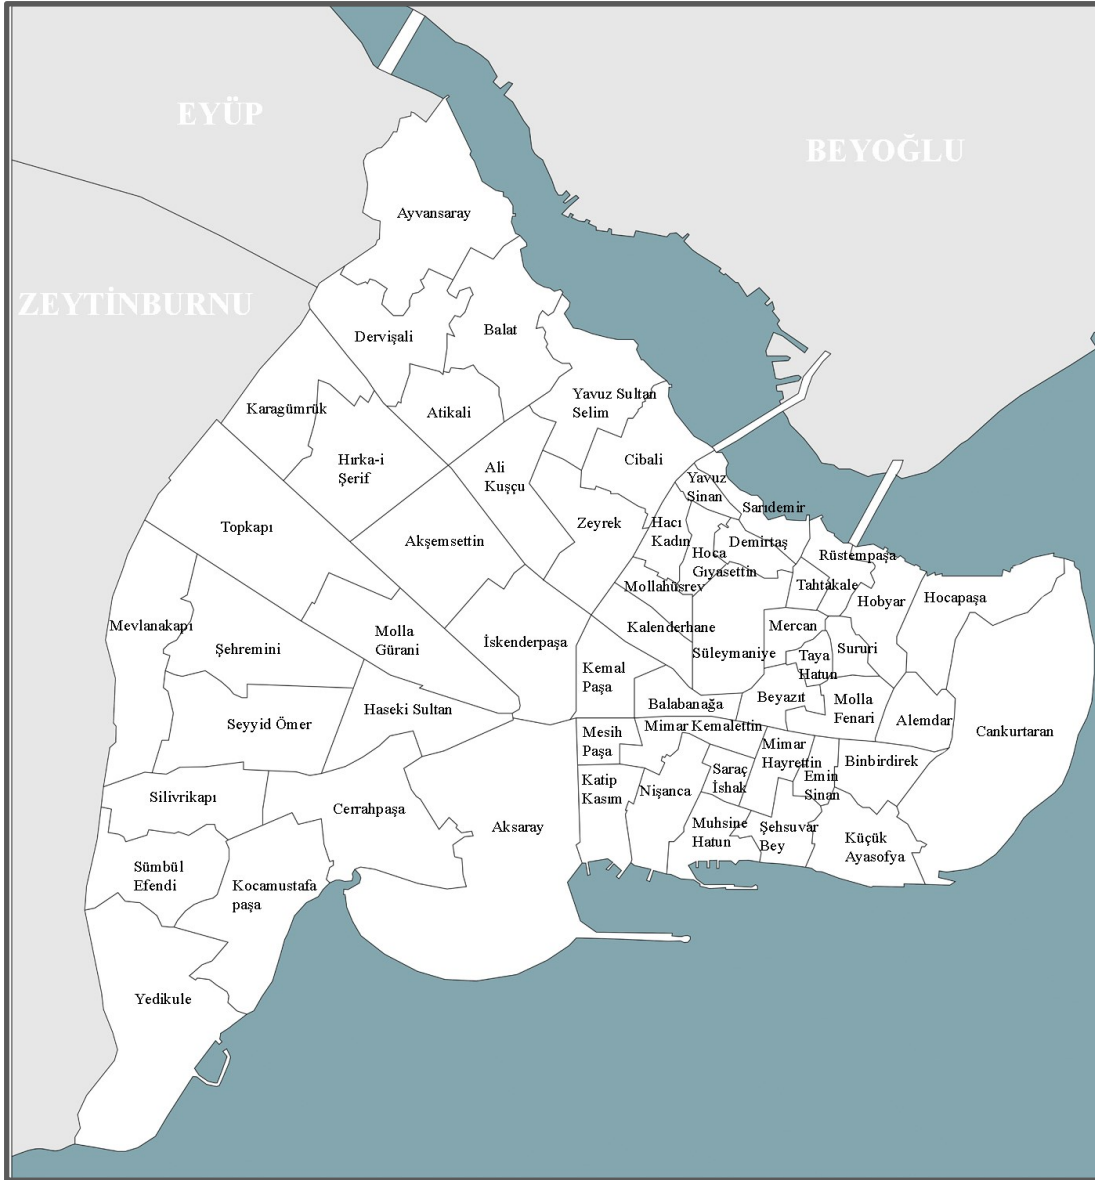 EYÜP
BEYOĞLU
Ayvansaray
ZEYTİNBURNU
Dervişali
Balat
Karagümrük
Atikali
Yavuz Sultan
Selim
Hırka-i
Şerif
Ali
Kuşçu
Cibali
Yavuz
Sinan
Sarıdemir
Topkapı
Akşemsettin
Zeyrek
Hacı
Kadın
Hoca
Gıyasettin
Demirtaş
Rüstempaşa
Mollahüsrev
Tahtakale
Hobyar
Hocapaşa
Mevlanakapı
Şehremini
Molla
Gürani
İskenderpaşa
Kalenderhane
Süleymaniye
Mercan
Taya
Hatun
Sururi
Kemal
Paşa
Seyyid Ömer
Haseki Sultan
Balabanağa
Beyazıt
Molla
Fenari
Alemdar
Cankurtaran
Mesih
Paşa
Mimar Kemalettin
Mimar
Hayrettin
Binbirdirek
Silivrikapı
Cerrahpaşa
Aksaray
Katip
Kasım
Nişanca
Saraç
İshak
Emin
Sinan
Muhsine
Hatun
Şehsuvar
Bey
Küçük
Ayasofya
Sümbül
Efendi
Kocamustafa
paşa
Yedikule